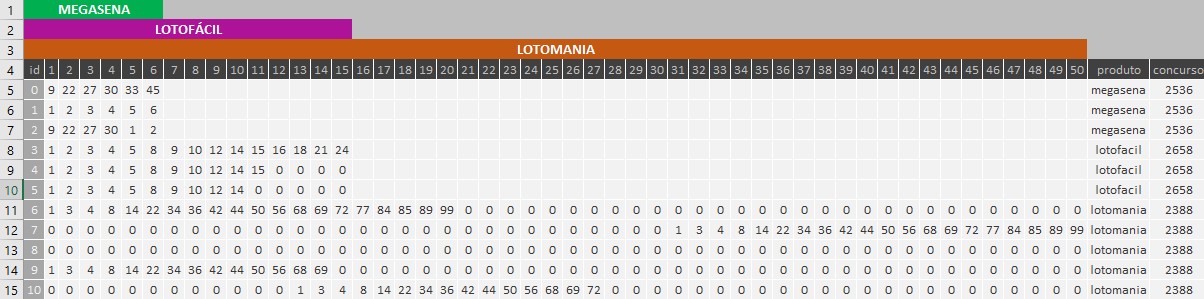 1 MEGASENA
2 LOTOFÁCIL
3 LOTOMANIA
4 id 1 2 3 4 5 6 7 8 9 10 11 12 13 14 15 16 17 18 19 20 21 22 23 24 25 26 27 28 29 30 31 32 33 34 35 36 37 38 39 40 41 42 43 44 45 46 47 48 49 50 produto concurso
5 0 9 22 27 30 33 45 megasena 2536
6 1 1 2 3 4 5 6 megasena 2536
7 2 9 22 27 30 1 2 megasena 2536
8 3 1 2 3 4 5 8 9 10 12 14 15 16 18 21 24 lotofacil 2658
9 4 1 2 3 4 5 8 9 10 12 14 15 0 0 0 0 lotofacil 2658
10 5 1 2 3 4 5 8 9 10 12 14 0 0 0 0 0 lotofacil 2658
11 6 1 3 4 8 14 22 34 36 42 44 50 56 68 69 72 77 84 85 89 99 0 0 0 0 0 0 0 0 0 0 0 0 0 0 0 0 0 0 0 0 0 0 0 0 0 0 0 0 0 0 lotomania 2388
12 7 0 0 0 0 0 0 0 0 0 0 0 0 0 0 0 0 0 0 0 0 0 0 0 0 0 0 0 0 0 0 1 3 4 8 14 22 34 36 42 44 50 56 68 69 72 77 84 85 89 99 lotomania 2388
13 8 0 0 0 0 0 0 0 0 0 0 0 0 0 0 0 0 0 0 0 0 0 0 0 0 0 0 0 0 0 0 0 0 0 0 0 0 0 0 0 0 0 0 0 0 0 0 0 0 0 0 lotomania 2388
14 9 1 3 4 8 14 22 34 36 42 44 50 56 68 69 0 0 0 0 0 0 0 0 0 0 0 0 0 0 0 0 0 0 0 0 0 0 0 0 0 0 0 0 0 0 0 0 0 0 0 0 lotomania 2388
15 10 0 0 0 0 0 0 0 0 0 0 0 0 1 3 4 8 14 22 34 36 42 44 50 56 68 69 72 0 0 0 0 0 0 0 0 0 0 0 0 0 0 0 0 0 0 0 0 0 0 0 lotomania 2388